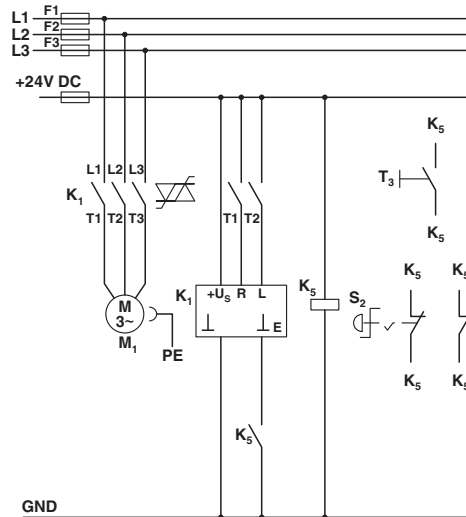 L1 F1
L2 F2
L3 F3
+24V DC
L1 L2 L3
K1
T1 T2 T3
T1 T2
K5
T3
K5
K1
+US R L
E
K5
S2
K5 K5
K5 K5
M
3~
M1
PE
K5
GND